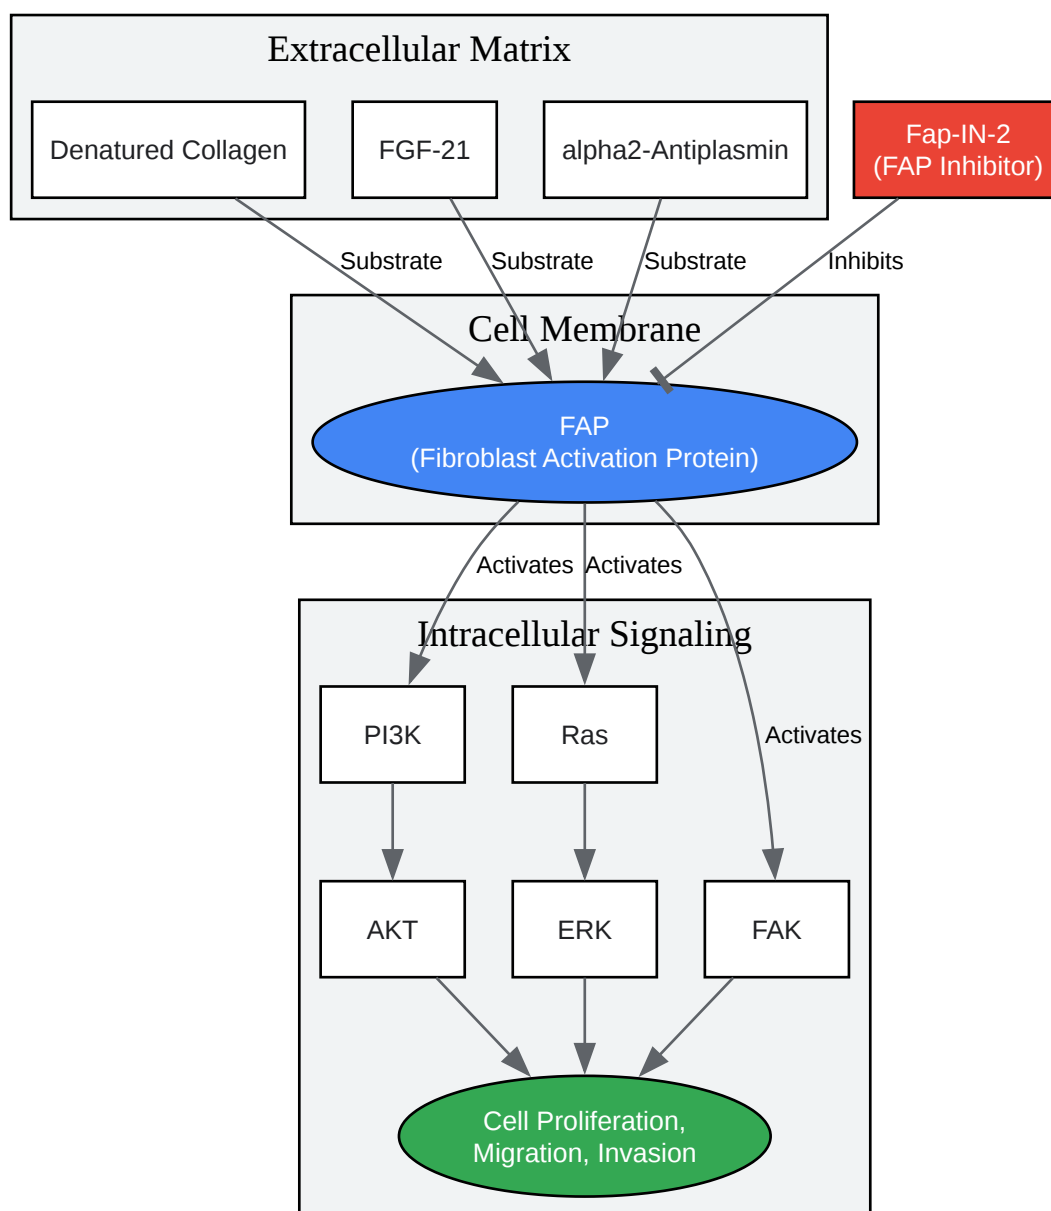 Extracellular Matrix
Denatured Collagen
FGF-21
alpha2-Antiplasmin
Fap-IN-2
(FAP Inhibitor)
Substrate
Substrate
Substrate
Inhibits
Cell Membrane
FAP
(Fibroblast Activation Protein)
Activates
Activates
Intracellular Signaling
PI3K
Ras
Activates
AKT
ERK
FAK
Cell Proliferation,
Migration, Invasion